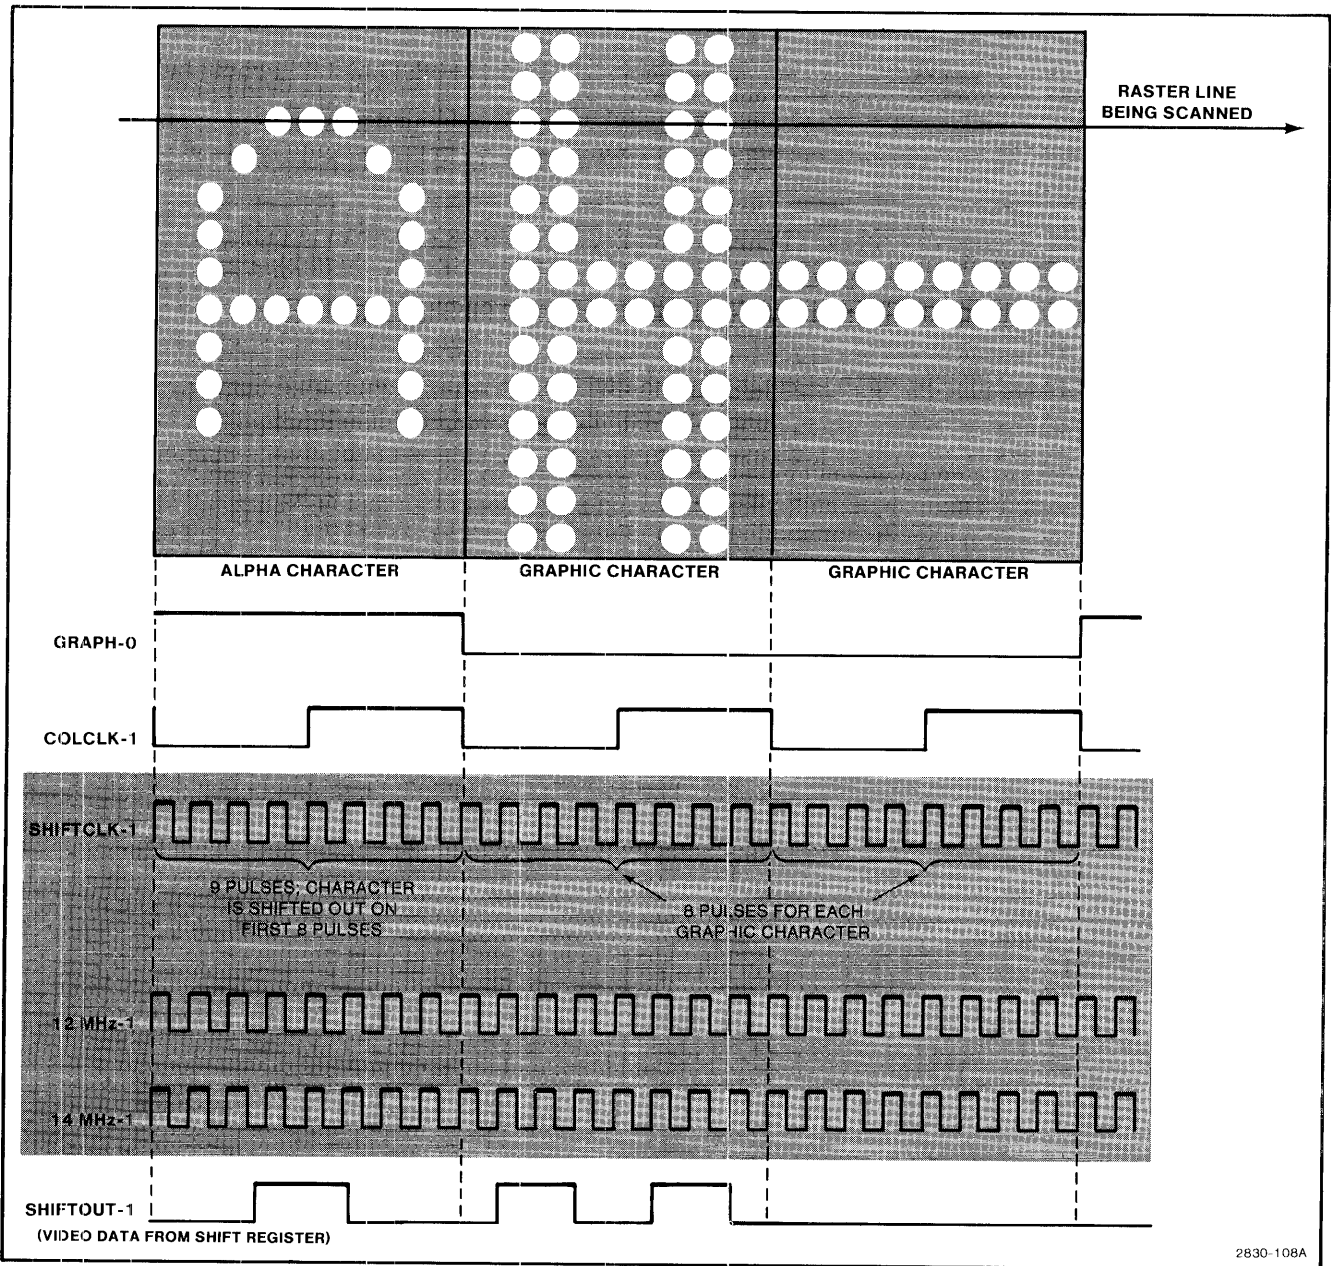 RASTER LINE
BEING SCANNED
ALPHA CHARACTER
GRAPHIC CHARACTER
GRAPHIC CHARACTER
GRAPH-0
COLCLK-1
SHIFTCLK-1
9 PULSES; CHARACTER
IS SHIFTED OUT ON
FIRST 8 PULSES
8 PULSES FOR EACH
GRAPHIC CHARACTER
12 MHz-1
14 MHz-1
SHIFTOUT-1
(VIDEO DATA FROM SHIFT REGISTER)
2830-108A